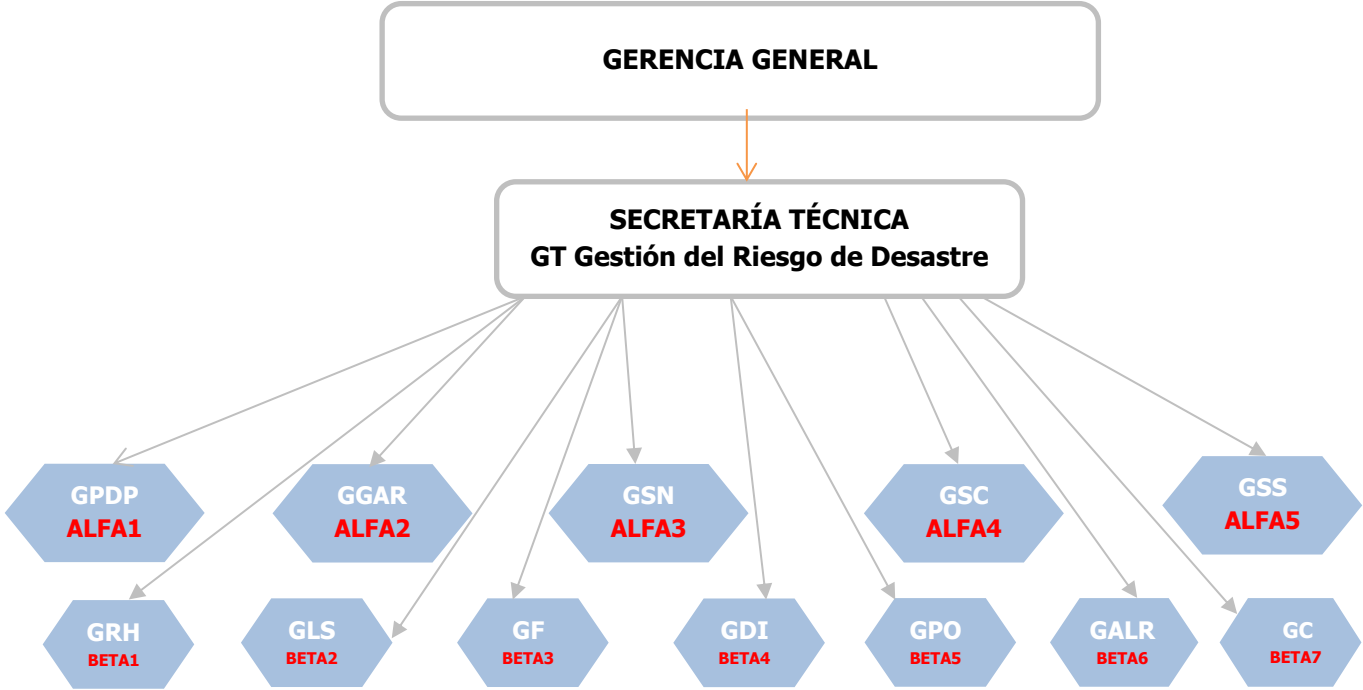 GERENCIA GENERAL
SECRETARÍA TÉCNICA
GT Gestión del Riesgo de Desastre
GPDP
ALFA1
GGAR
ALFA2
GSN
ALFA3
GSC
ALFA4
GSS
ALFA5
GRH
BETA1
GLS
BETA2
GF
BETA3
GDI
BETA4
GPO
BETA5
GALR
BETA6
GC
BETA7